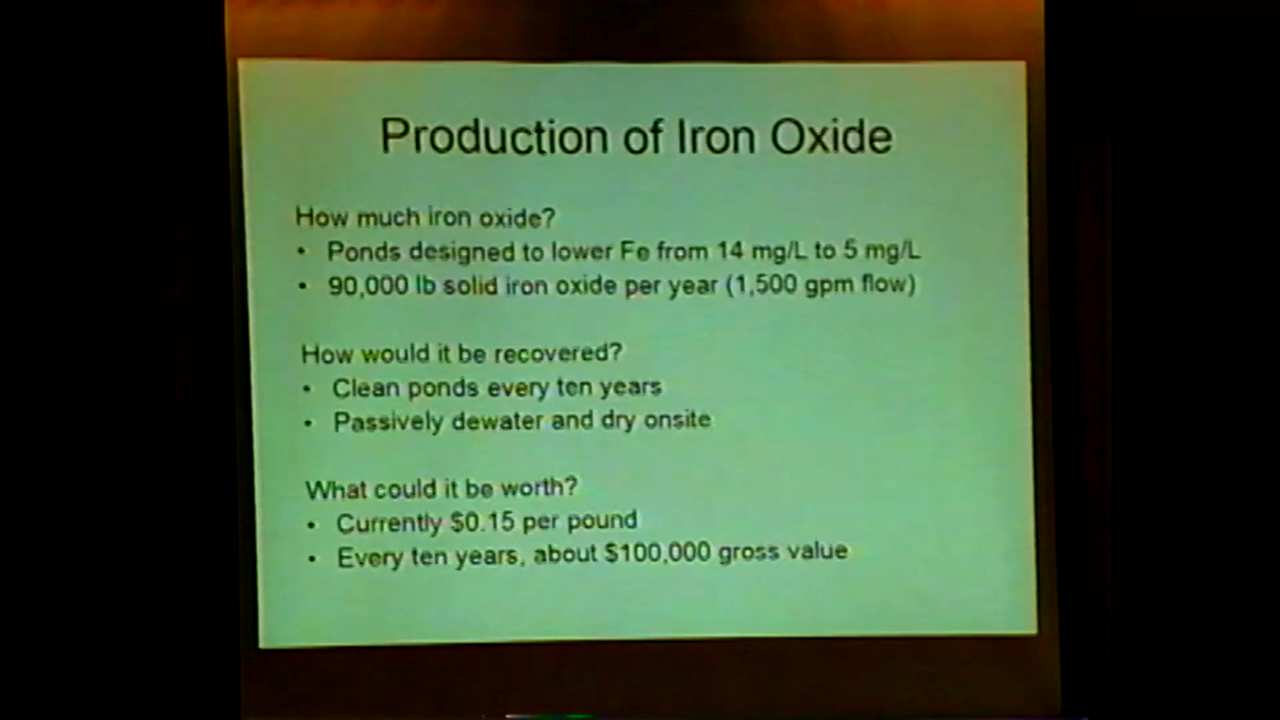 Production of Iron Oxide
How much iron oxide?
• Ponds designed to lower Fe from 14 mg/L to 5 mg/L
• 90,000 lb solid iron oxide per year (1,500 gpm flow)
How would it be recovered?
• Clean ponds every ten years
• Passively dewater and dry onsite
What could it be worth?
• Currently $0.15 per pound
• Every ten years, about $100,000 gross value